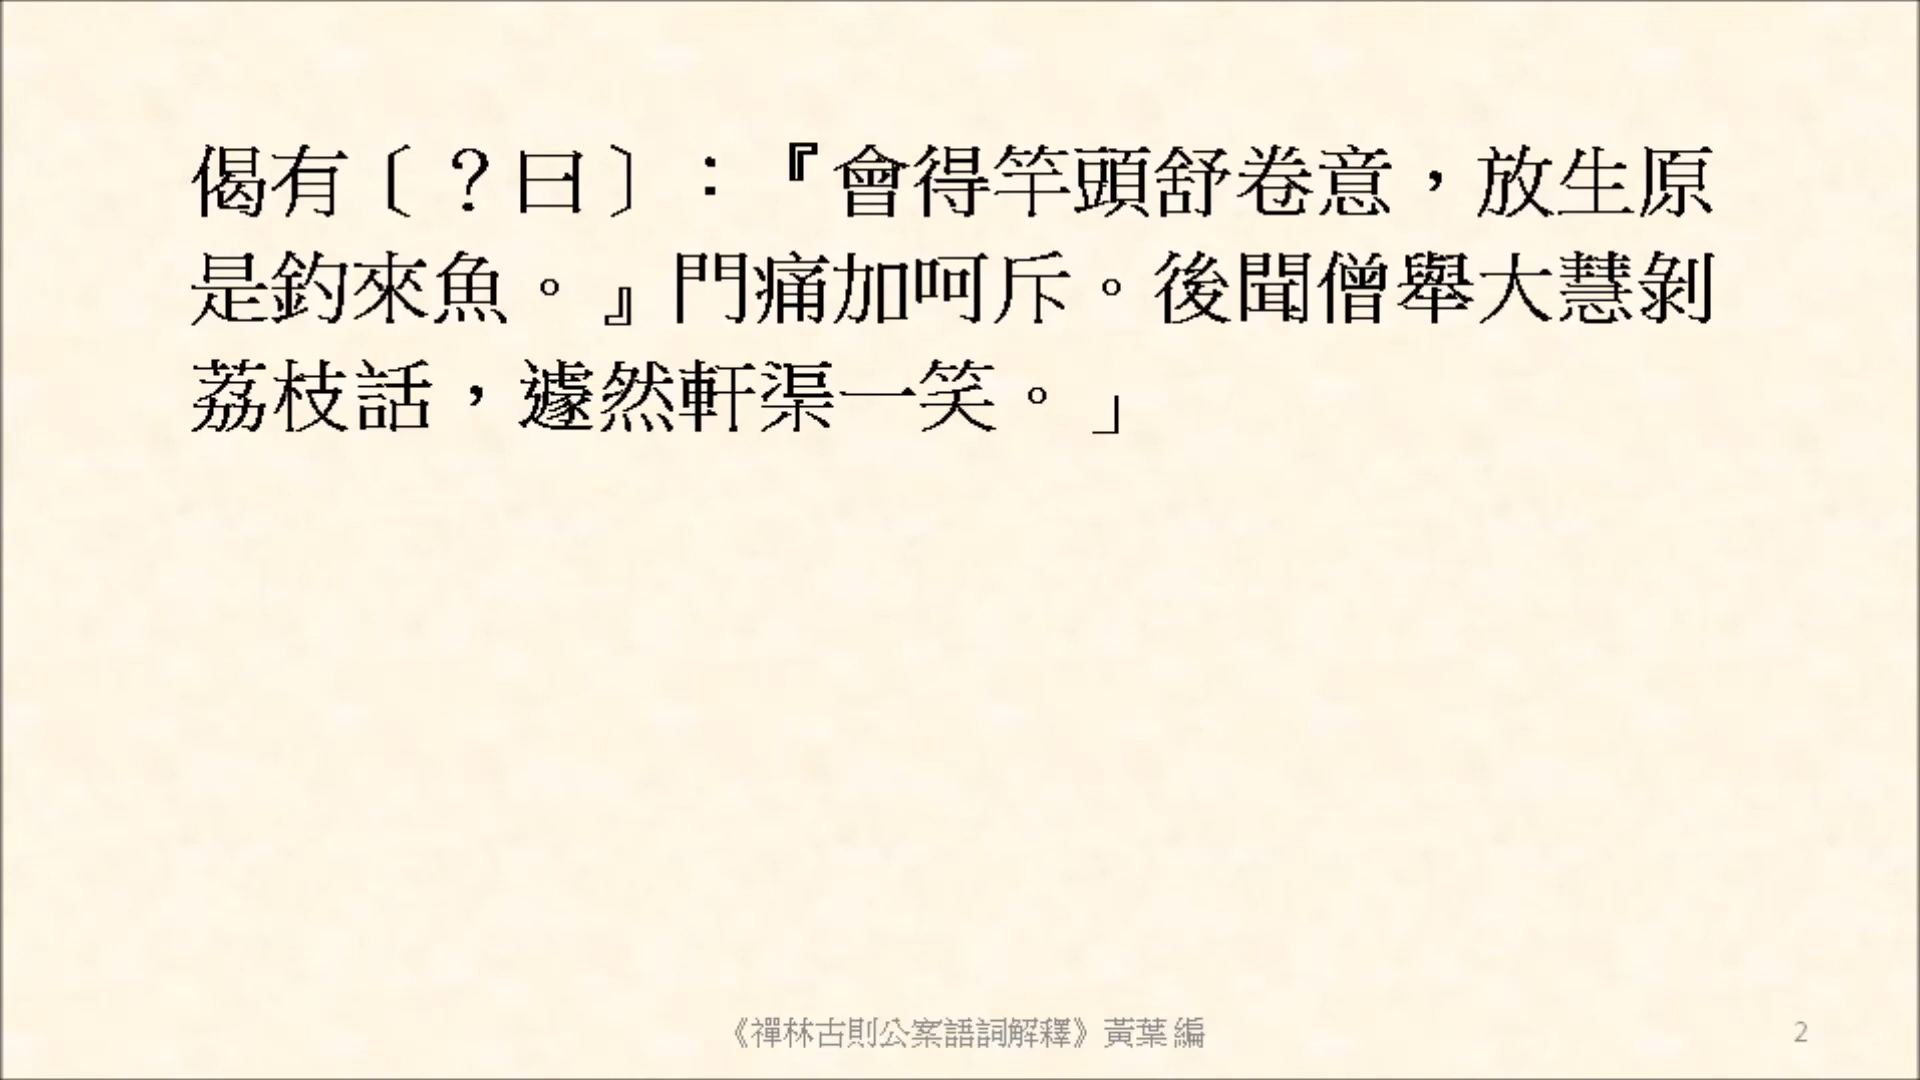 偈有〔？曰〕：『會得竿頭舒卷意，放生原
是釣來魚。』門痛加呵斥。後聞僧舉大慧剝
荔枝話，遽然軒渠一笑。」
《禪林古則公案語詞解釋》黃葉 編
2